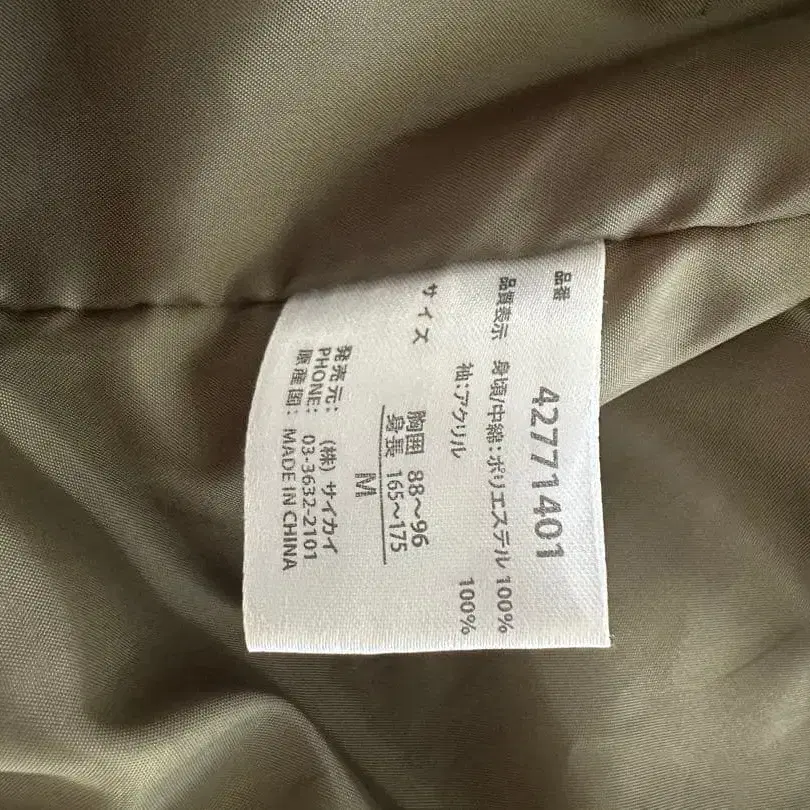 品番 42771401
品質表示 身頃/中綿:ポリエステル 100%
袖:アクリル 100%
サイズ 胸囲 88～96
身長 165～175
M
発売元: (株) サイカイ
PHONE: 03-3632-2101
原産国: MADE IN CHINA